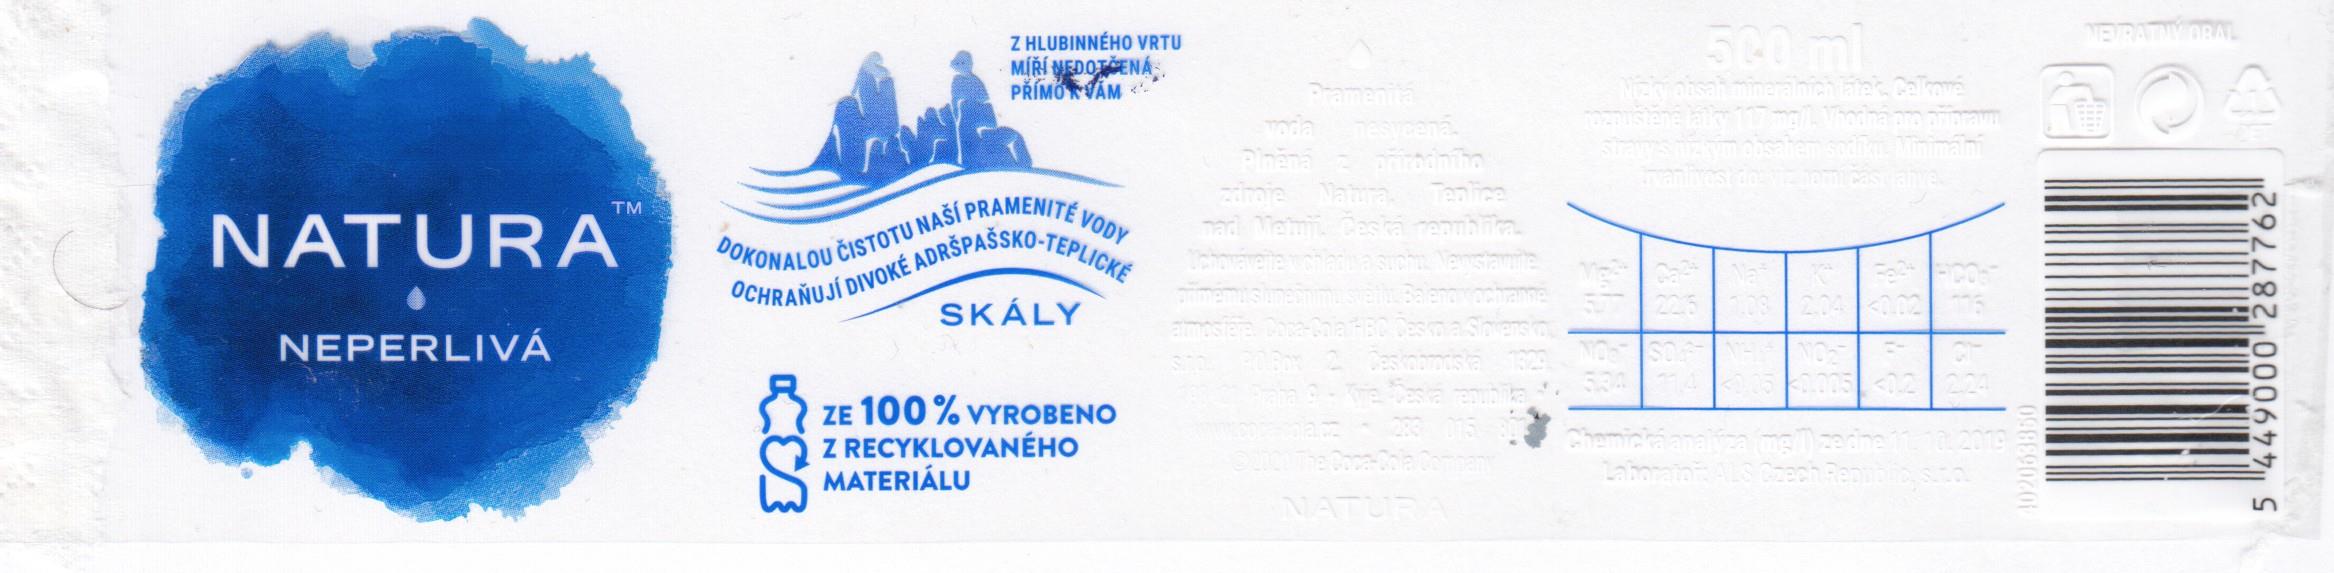 NATURA™
NEPERLIVÁ
Z HLUBINNÉHO VRTU
MÍŘÍ NEDOTČENÁ
PŘÍMO K VÁM
DOKONALOU ČISTOTU NAŠÍ PRAMENITÉ VODY
OCHRAŇUJÍ DIVOKÉ ADRŠPAŠSKO-TEPLICKÉ
SKÁLY
ZE 100 % VYROBENO
Z RECYKLOVANÉHO
MATERIÁLU
Pramenitá
voda nesycená.
Plněná z přírodního
zdroje Natura. Teplice
nad Metují. Česká republika.
Uchovávejte v chladu a suchu. Nevystavujte
přímému slunečnímu světlu. Baleno v ochranné
atmosféře. Coca-Cola HBC Česko a Slovensko,
s.r.o. P.O.Box 2, Českobrodská 1329,
Praha 9 - Kyje, Česká republika,
www.coca-cola.cz 283 015
The Coca-Cola Company
NATURA
500 ml
Nízký obsah minerálních látek. Celkové
rozpuštěné látky 117 mg/l. Vhodná pro přípravu
stravy s nízkým obsahem sodíku. Minimální
trvanlivost do: viz horní část lahve.
Mg²⁺ Ca²⁺ Na⁺ K⁺ Fe²⁺ HCO₃⁻
5.77 22.6 1.08 2.04 <0.02 116
NO₃⁻ SO₄²⁻ NH₄⁺ NO₂⁻ F⁻ Cl⁻
5.34 11.4 <0.05 <0.005 <0.2 2.24
Chemická analýza (mg/l) ze dne 11. 10. 2019
Laboratoř: ALS Czech Republic, s.r.o.
NEVRATNÝ OBAL
5 449000 287762